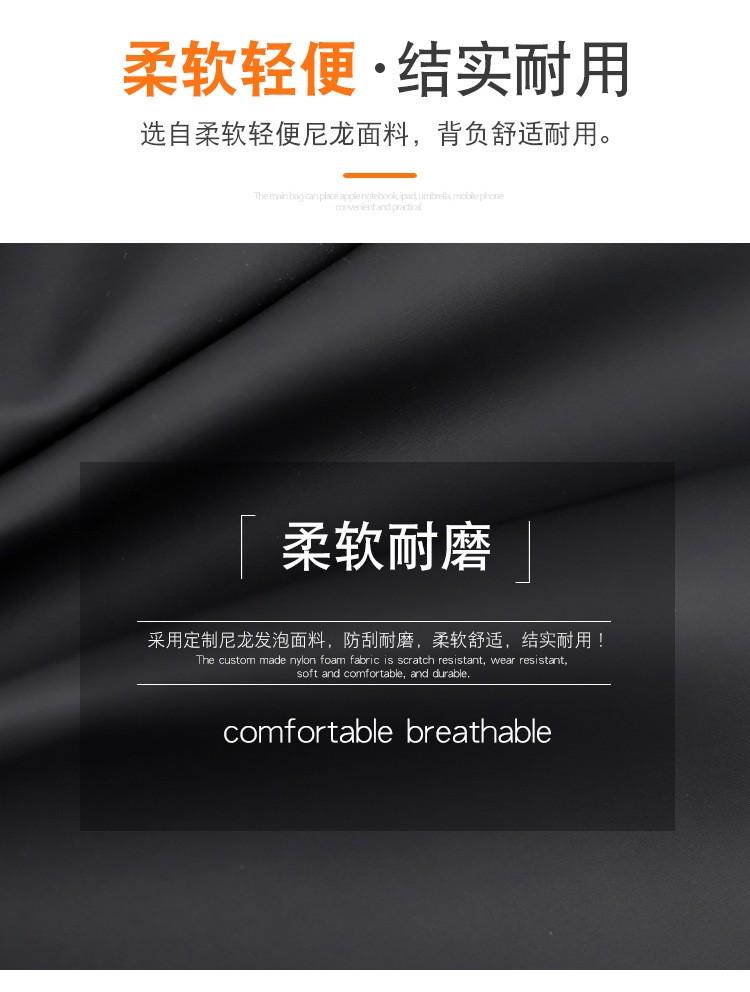 柔软轻便·结实耐用
选自柔软轻便尼龙面料，背负舒适耐用。
The main bag can place apple notebook, ipad, umbrella, mobile phone
convenient and practical.
「柔软耐磨」
采用定制尼龙发泡面料，防刮耐磨，柔软舒适，结实耐用！
The custom made nylon foam fabric is scratch resistant, wear resistant,
soft and comfortable, and durable.
comfortable breathable